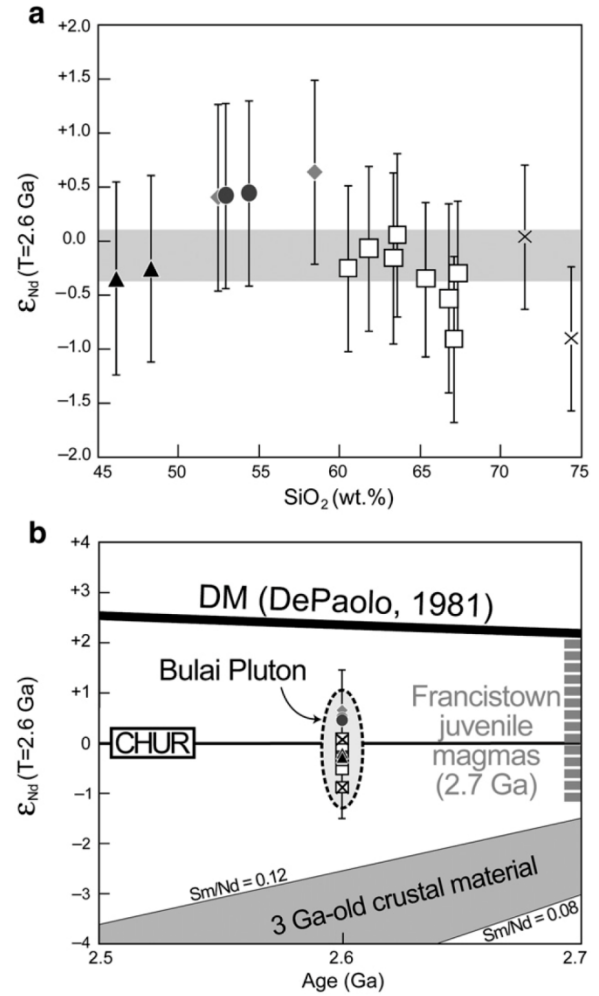 a
+2.0
+1.5
+1.0
+0.5
0.0
−0.5
−1.0
−1.5
−2.0
εNd (T=2.6 Ga)
45 50 55 60 65 70 75
SiO2 (wt.%)
b
+4
+3
+2
+1
0
−1
−2
−3
−4
εNd (T=2.6 Ga)
DM (DePaolo, 1981)
Bulai Pluton
Francistown
juvenile
magmas
(2.7 Ga)
CHUR
Sm/Nd = 0.12
3 Ga-old crustal material
Sm/Nd = 0.08
2.5 2.6 2.7
Age (Ga)